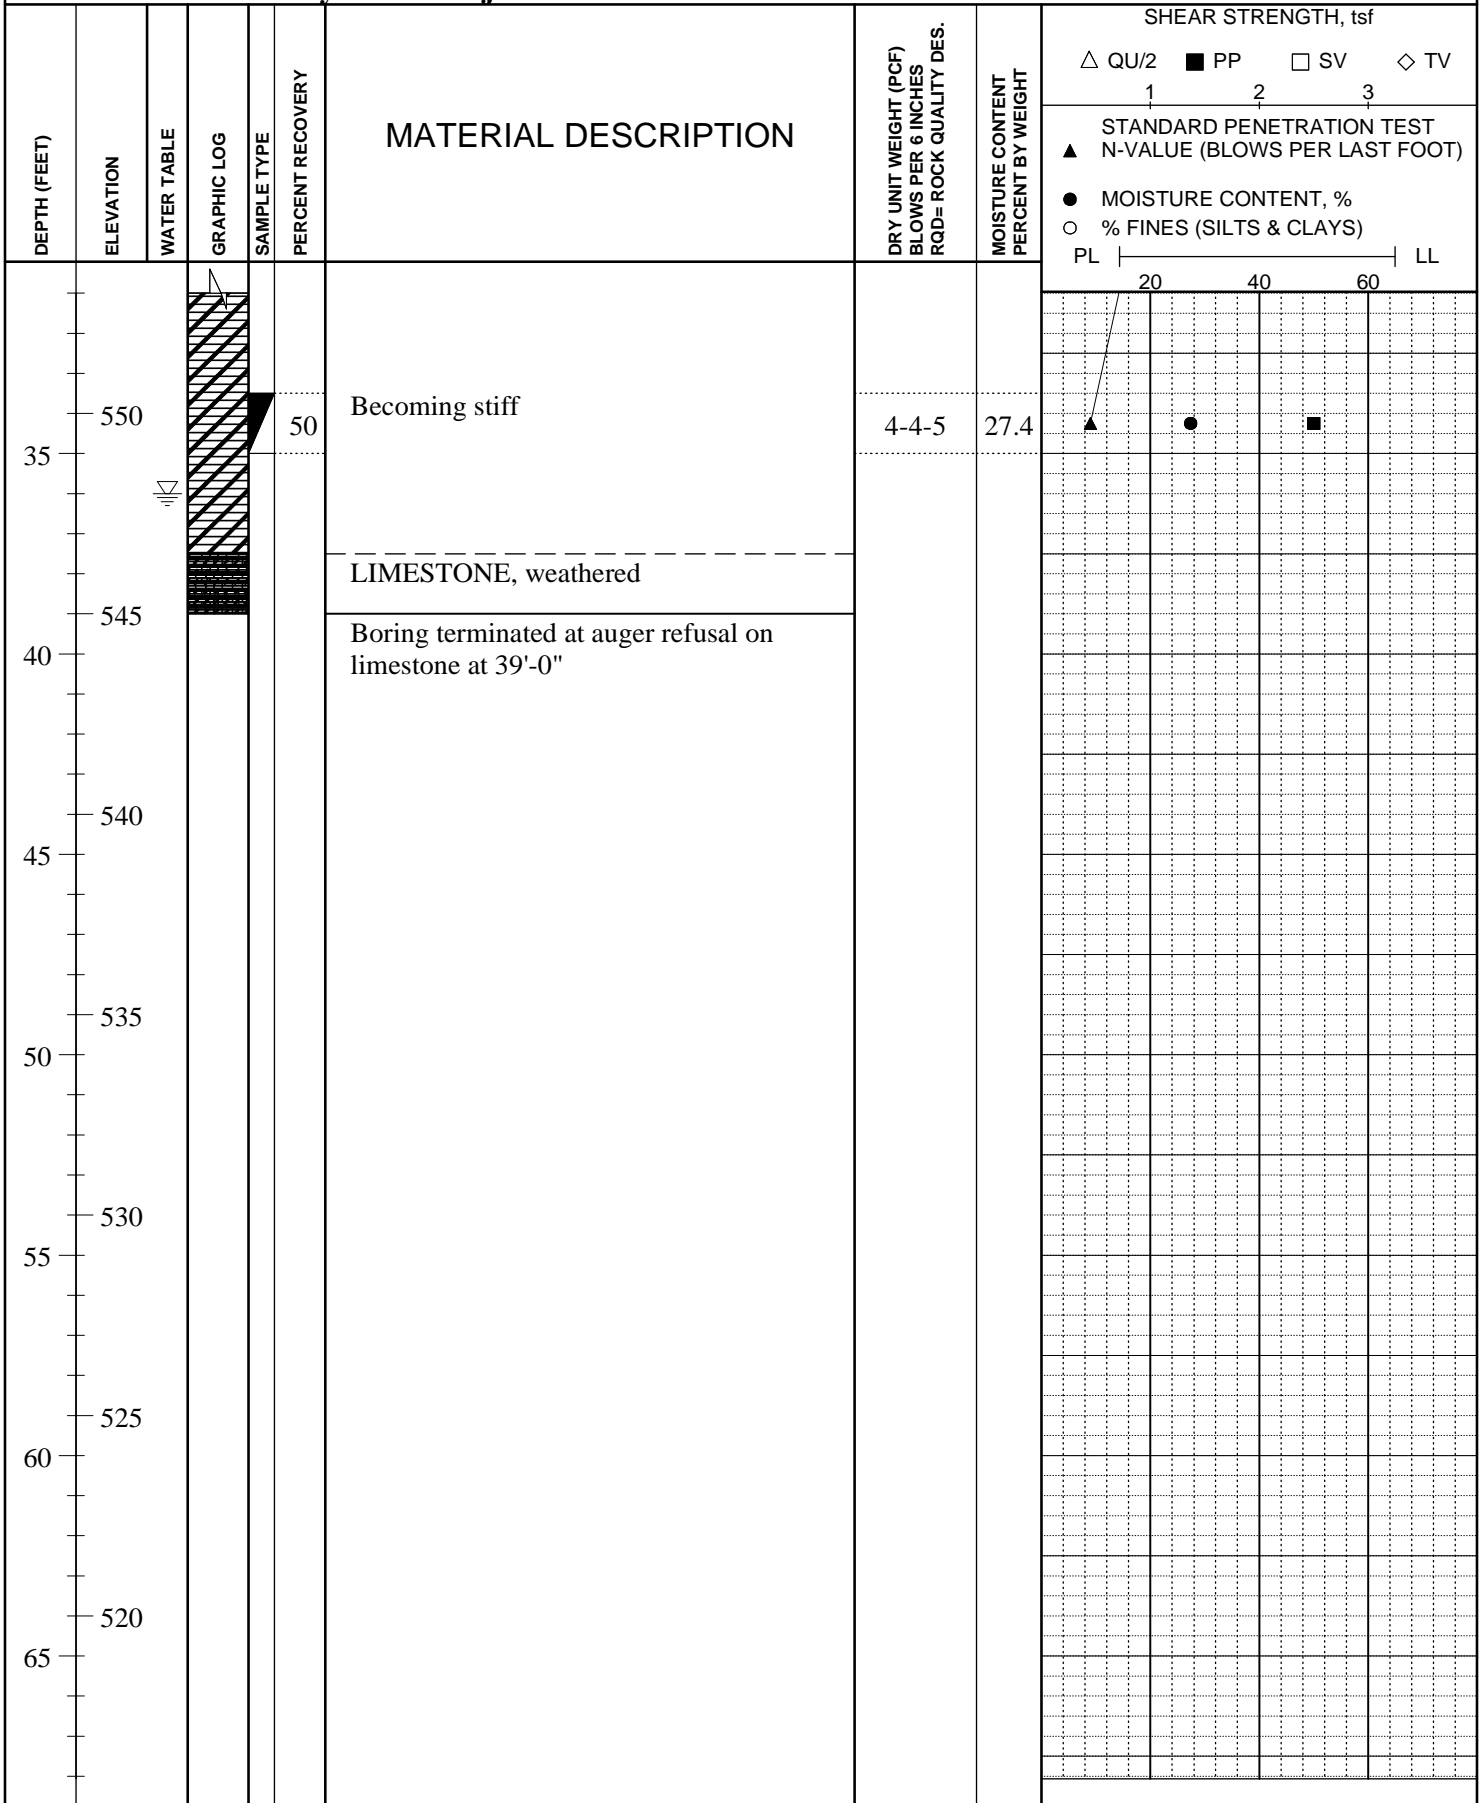 SHEAR STRENGTH, tsf
QU/2 PP SV TV
1 2 3
STANDARD PENETRATION TEST
N-VALUE (BLOWS PER LAST FOOT)
MOISTURE CONTENT, %
% FINES (SILTS & CLAYS)
PL LL
20 40 60
DEPTH (FEET)
ELEVATION
WATER TABLE
GRAPHIC LOG
SAMPLE TYPE
PERCENT RECOVERY
MATERIAL DESCRIPTION
DRY UNIT WEIGHT (PCF)
BLOWS PER 6 INCHES
RQD= ROCK QUALITY DES.
MOISTURE CONTENT
PERCENT BY WEIGHT
Becoming stiff
550
50
4-4-5
27.4
35
LIMESTONE, weathered
545
Boring terminated at auger refusal on
limestone at 39'-0"
40
540
45
535
50
530
55
525
60
520
65